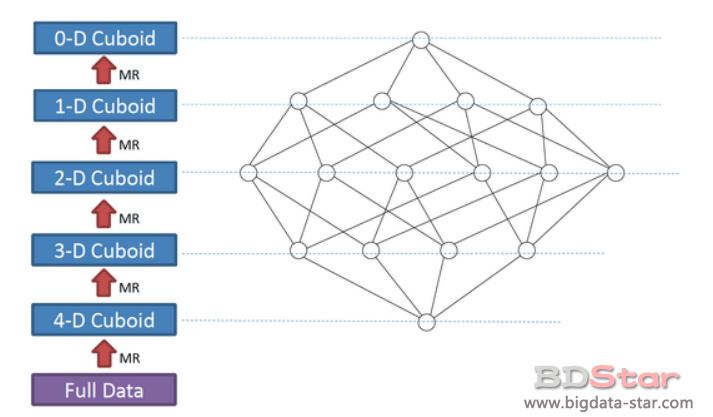 0-D Cuboid
MR
1-D Cuboid
MR
2-D Cuboid
MR
3-D Cuboid
MR
4-D Cuboid
MR
Full Data
BDStar
www.bigdata-star.com